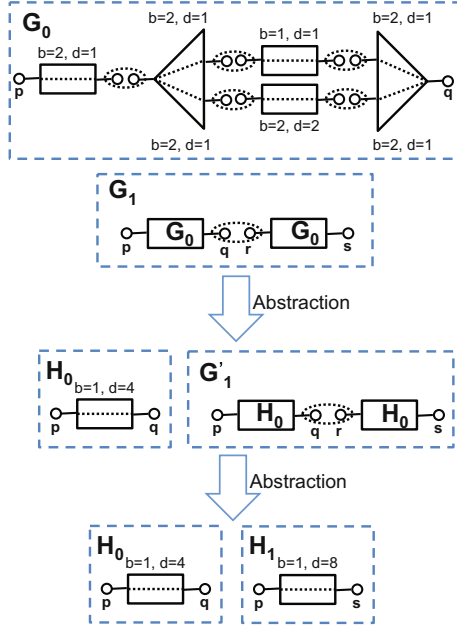 G0
b=2, d=1
b=2, d=1
b=1, d=1
b=2, d=1
p
q
b=2, d=1
b=2, d=2
b=2, d=1
G1
G0
G0
p
q
r
s
Abstraction
H0
b=1, d=4
p
q
G'1
H0
H0
p
q
r
s
Abstraction
H0
b=1, d=4
p
q
H1
b=1, d=8
p
s